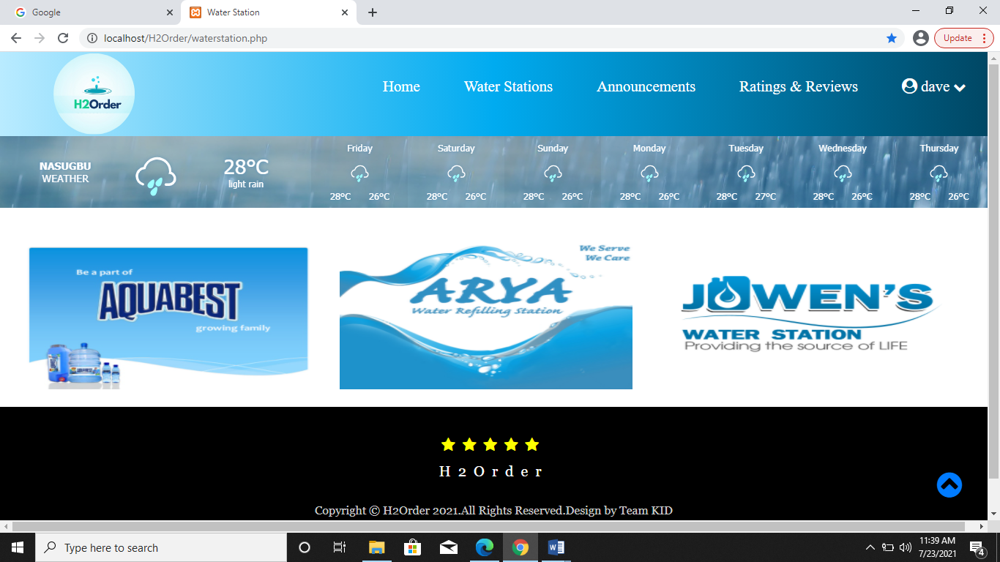 Google
Water Station
localhost/H2Order/waterstation.php
Update
H2Order
Home Water Stations Announcements Ratings & Reviews dave
NASUGBU
WEATHER
28°C
light rain
Friday Saturday Sunday Monday Tuesday Wednesday Thursday
28°C 26°C 28°C 26°C 28°C 26°C 28°C 26°C 28°C 27°C 28°C 26°C 28°C 26°C
Be a part of
AQUABEST
growing family
We Serve
We Care
ARYA
Water Refilling Station
JOWEN'S
WATER STATION
Providing the source of LIFE
H2Order
Copyright © H2Order 2021.All Rights Reserved.Design by Team KID
Type here to search
11:39 AM
7/23/2021
4